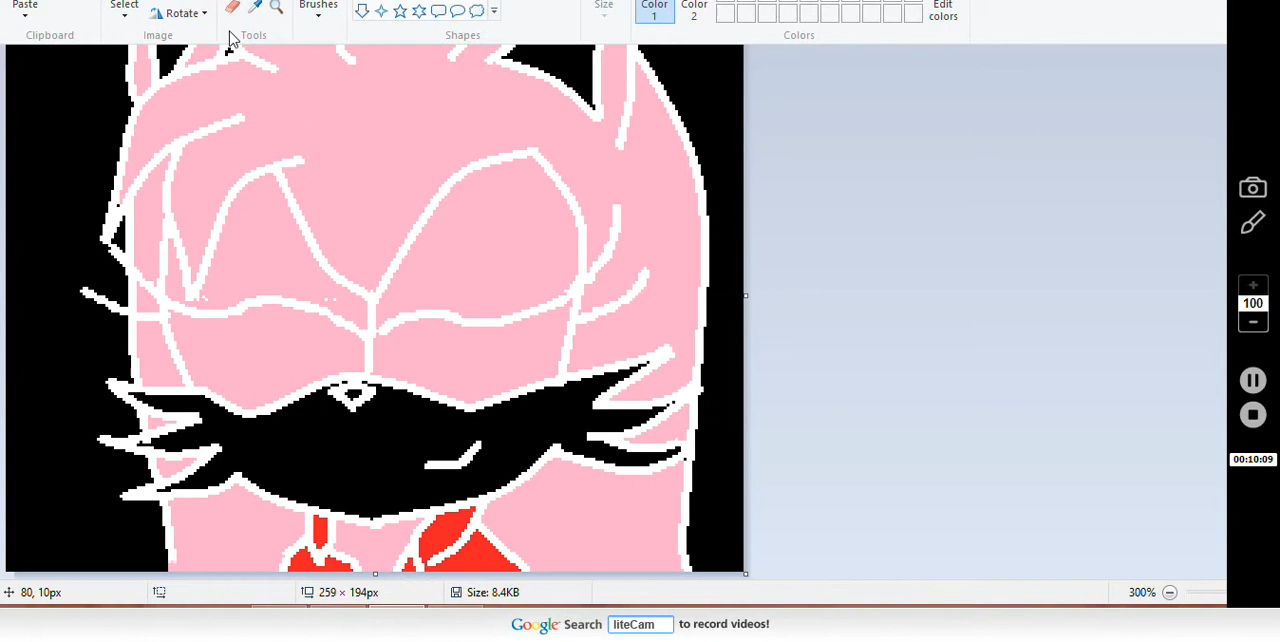 Paste
Select
Rotate
Brushes
Size
Color 1
Color 2
Edit colors
Clipboard
Image
Tools
Shapes
Colors
100
00:10:09
80, 10px
259 × 194px
Size: 8.4KB
300%
Google Search liteCam to record videos!